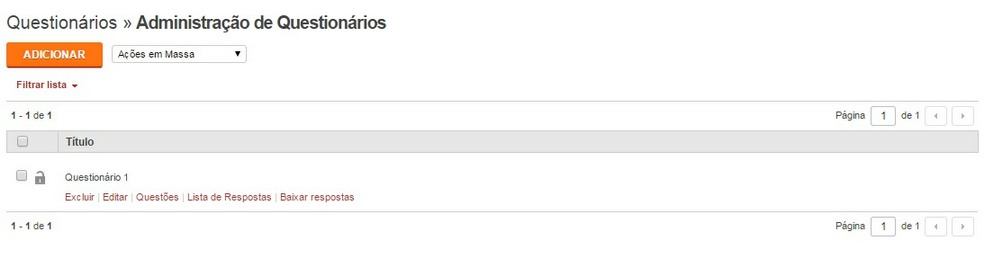 Questionários » Administração de Questionários
ADICIONAR Ações em Massa
Filtrar lista
1 - 1 de 1 Página 1 de 1
Título
Questionário 1
Excluir | Editar | Questões | Lista de Respostas | Baixar respostas
1 - 1 de 1 Página 1 de 1